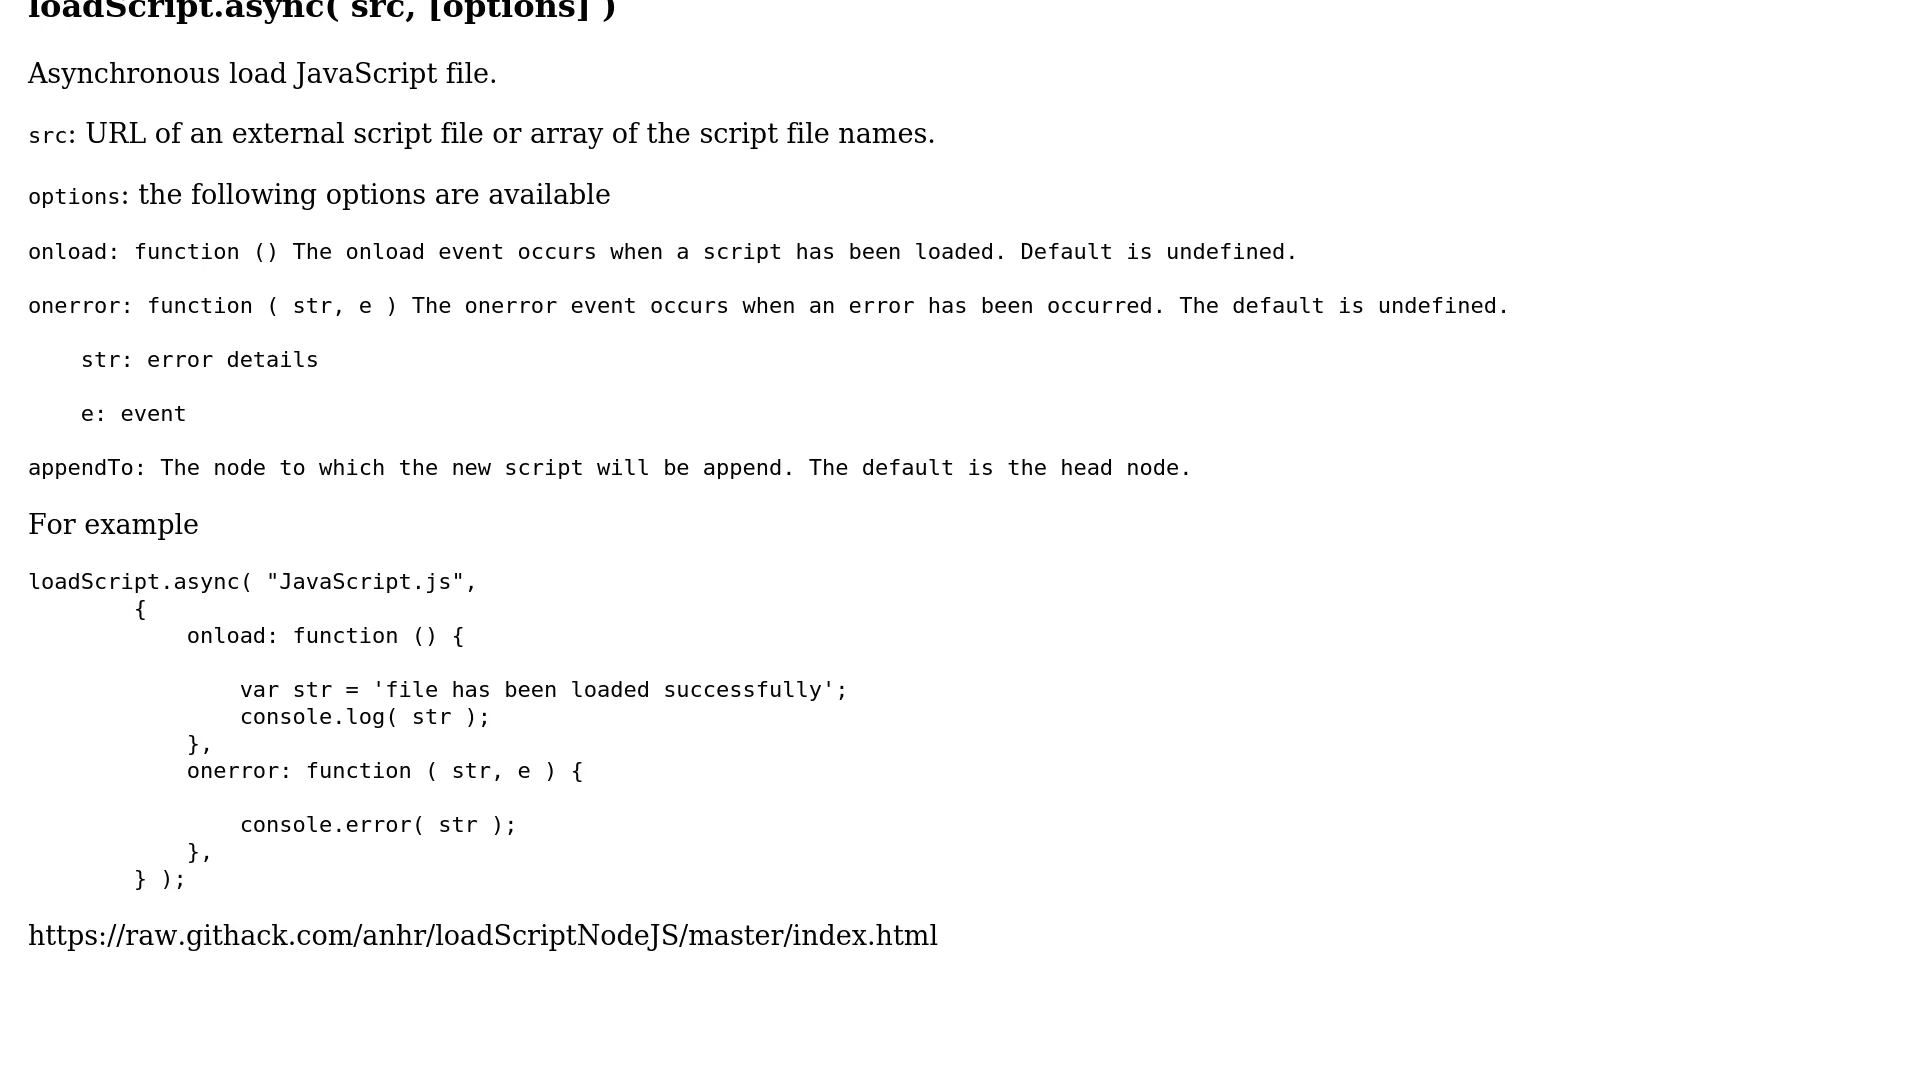 loadScript.async( src, [options] )
Asynchronous load JavaScript file.
src: URL of an external script file or array of the script file names.
options: the following options are available
onload: function () The onload event occurs when a script has been loaded. Default is undefined.
onerror: function ( str, e ) The onerror event occurs when an error has been occurred. The default is undefined.
    str: error details
    e: event
appendTo: The node to which the new script will be append. The default is the head node.
For example
loadScript.async( "JavaScript.js",
        {
            onload: function () {
                var str = 'file has been loaded successfully';
                console.log( str );
            },
            onerror: function ( str, e ) {
                console.error( str );
            },
        } );
https://raw.githack.com/anhr/loadScriptNodeJS/master/index.html